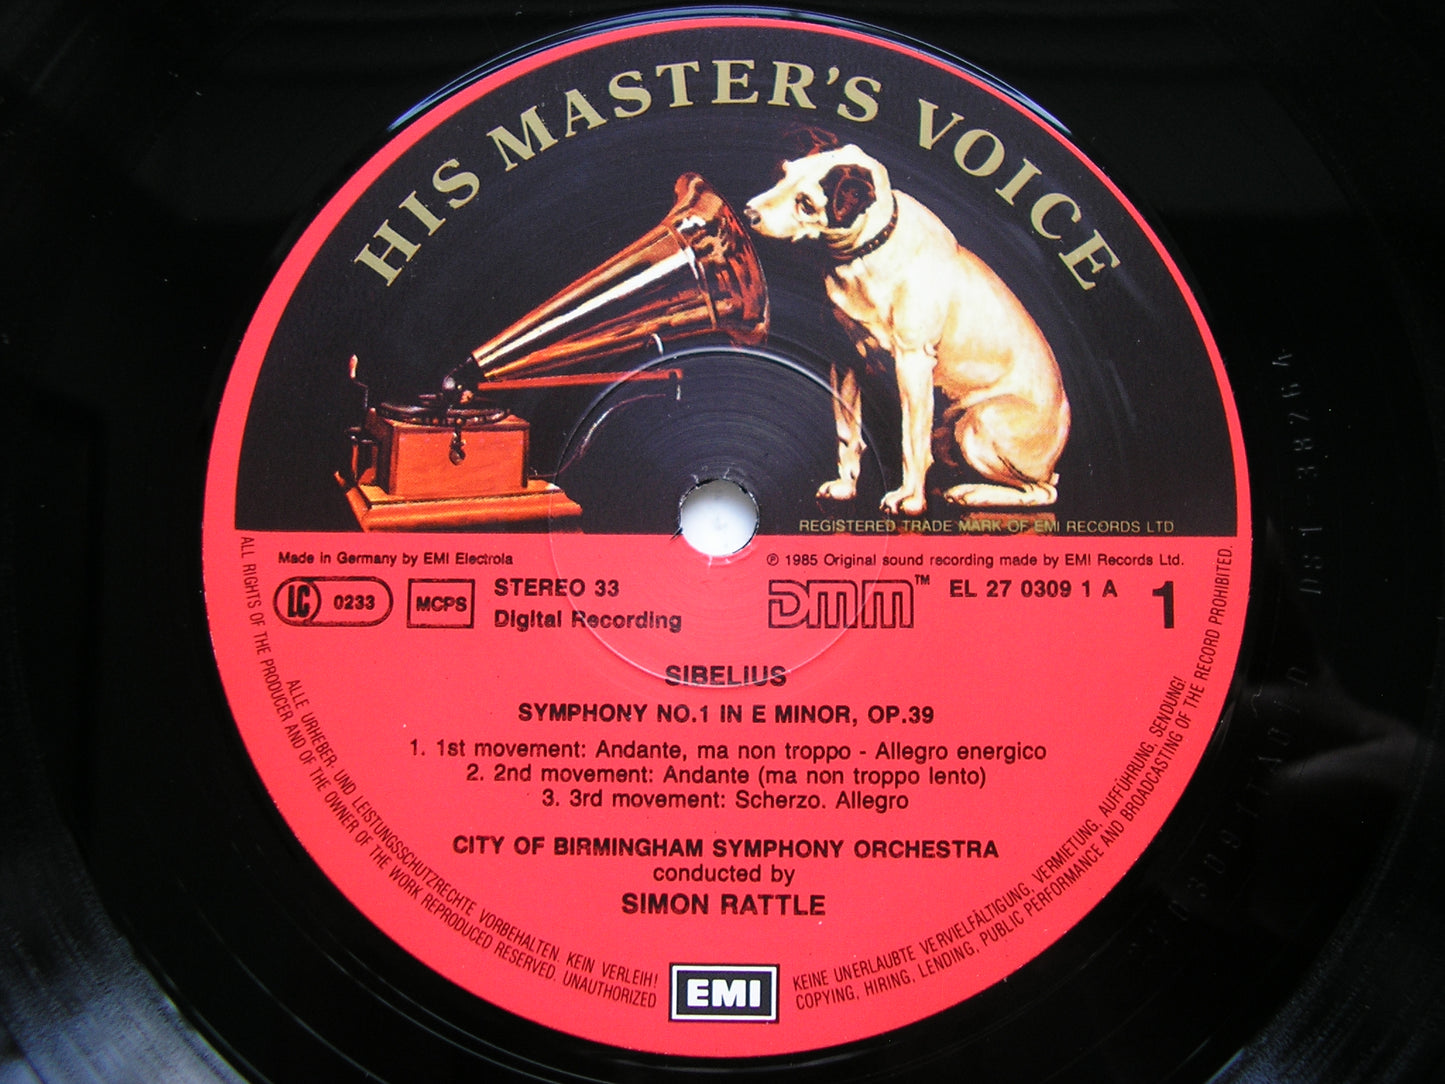 HIS MASTER'S VOICE
REGISTERED TRADE MARK OF EMI RECORDS LTD
Made in Germany by EMI Electrola
℗ 1985 Original sound recording made by EMI Records Ltd.
LC 0233
MCPS
STEREO 33
Digital Recording
DMM™
EL 27 0309 1 A
1
SIBELIUS
SYMPHONY NO.1 IN E MINOR, OP.39
1. 1st movement: Andante, ma non troppo - Allegro energico
2. 2nd movement: Andante (ma non troppo lento)
3. 3rd movement: Scherzo. Allegro
CITY OF BIRMINGHAM SYMPHONY ORCHESTRA
conducted by
SIMON RATTLE
EMI
ALLE URHEBER- UND LEISTUNGSSCHUTZRECHTE VORBEHALTEN. KEIN VERLEIH! KEINE UNERLAUBTE VERVIELFÄLTIGUNG, VERMIETUNG, AUFFÜHRUNG, SENDUNG!
ALL RIGHTS OF THE PRODUCER AND OF THE OWNER OF THE WORK REPRODUCED RESERVED. UNAUTHORIZED COPYING, HIRING, LENDING, PUBLIC PERFORMANCE AND BROADCASTING OF THE RECORD PROHIBITED.